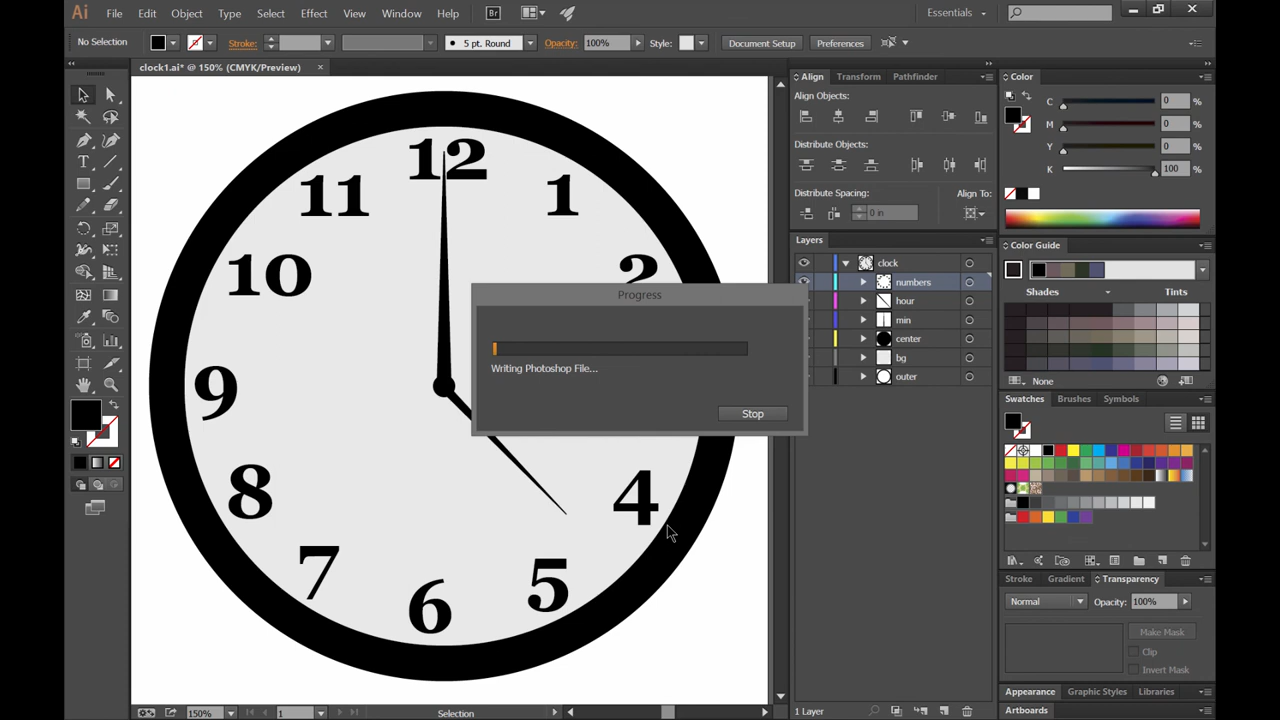 Ai File Edit Object Type Select Effect View Window Help Br Essentials
No Selection Stroke: 5 pt. Round Opacity: 100% Style: Document Setup Preferences
clock1.ai* @ 150% (CMYK/Preview) ×
12
11 1
10 2
9
8 4
7 5
6
Progress
Writing Photoshop File...
Stop
Align Transform Pathfinder
Align Objects:
Distribute Objects:
Distribute Spacing: Align To:
0 in
Layers
clock
numbers
hour
min
center
bg
outer
1 Layer
Color
C 0 %
M 0 %
Y 0 %
K 100 %
Color Guide
Shades Tints
None
Swatches Brushes Symbols
Stroke Gradient Transparency
Normal Opacity: 100%
Make Mask
Clip
Invert Mask
Appearance Graphic Styles Libraries
Artboards
150% 1 Selection